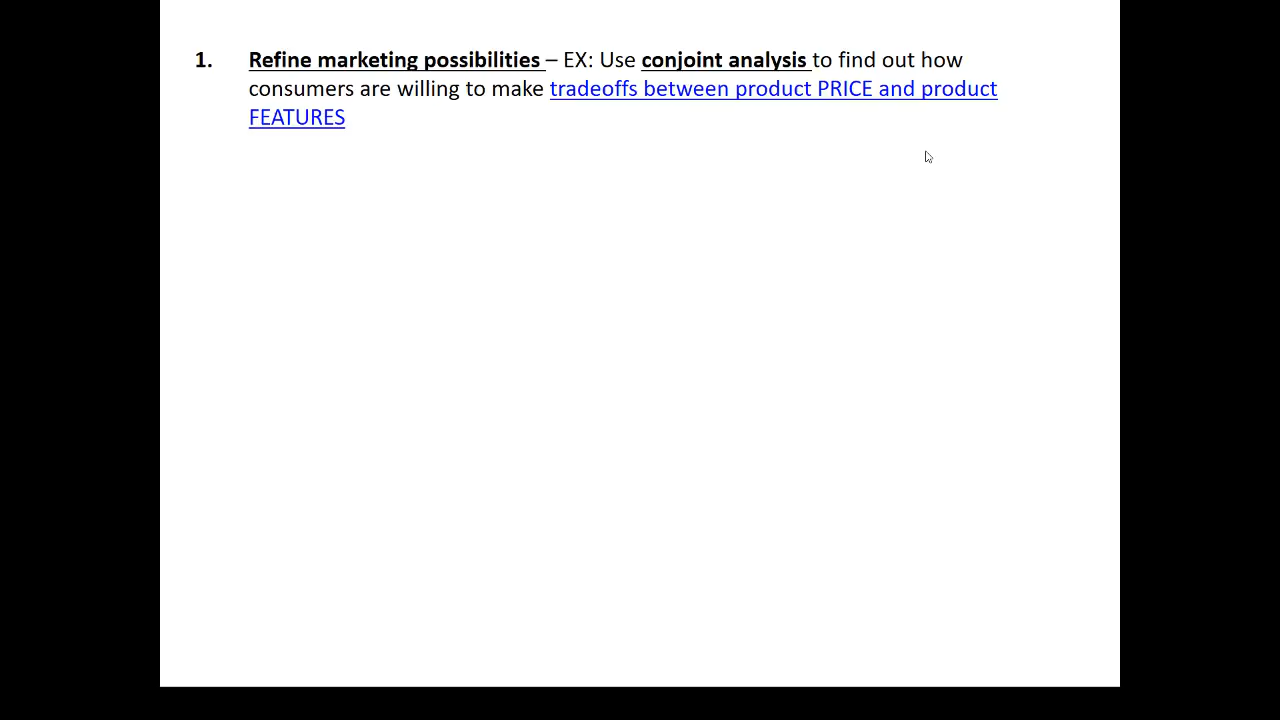 1. Refine marketing possibilities – EX: Use conjoint analysis to find out how
consumers are willing to make tradeoffs between product PRICE and product
FEATURES